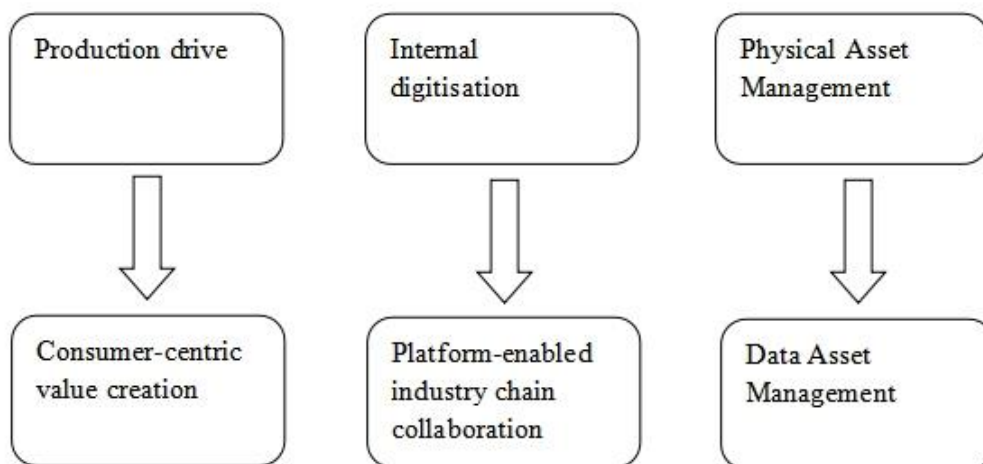 Production drive
Internal
digitisation
Physical Asset
Management
Consumer-centric
value creation
Platform-enabled
industry chain
collaboration
Data Asset
Management